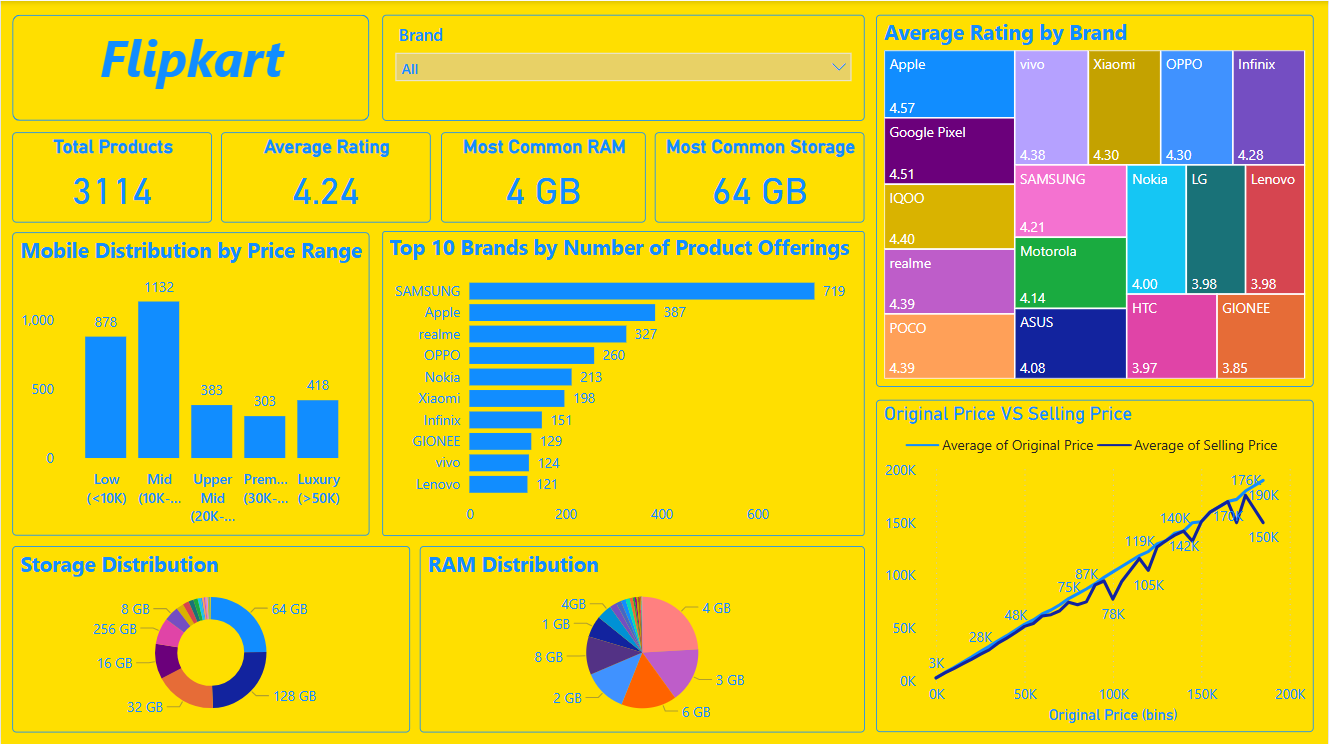 Flipkart
Brand
All
Total Products
3114
Average Rating
4.24
Most Common RAM
4 GB
Most Common Storage
64 GB
Mobile Distribution by Price Range
1,000
500
0
878
1132
383
303
418
Low
(<10K)
Mid
(10K-...
Upper
Mid
(20K-...
Prem...
(30K-...
Luxury
(>50K)
Top 10 Brands by Number of Product Offerings
SAMSUNG 719
Apple 387
realme 327
OPPO 260
Nokia 213
Xiaomi 198
Infinix 151
GIONEE 129
vivo 124
Lenovo 121
0 200 400 600
Average Rating by Brand
Apple
4.57
Google Pixel
4.51
IQOO
4.40
realme
4.39
POCO
4.39
vivo
4.38
Xiaomi
4.30
OPPO
4.30
Infinix
4.28
SAMSUNG
4.21
Motorola
4.14
ASUS
4.08
Nokia
4.00
LG
3.98
Lenovo
3.98
HTC
3.97
GIONEE
3.85
Storage Distribution
64 GB
128 GB
32 GB
16 GB
256 GB
8 GB
RAM Distribution
4 GB
3 GB
6 GB
2 GB
8 GB
1 GB
4GB
Original Price VS Selling Price
Average of Original Price
Average of Selling Price
200K
150K
100K
50K
0K
3K
28K
48K
75K
87K
78K
119K
105K
140K
142K
170K
176K
190K
150K
0K 50K 100K 150K 200K
Original Price (bins)